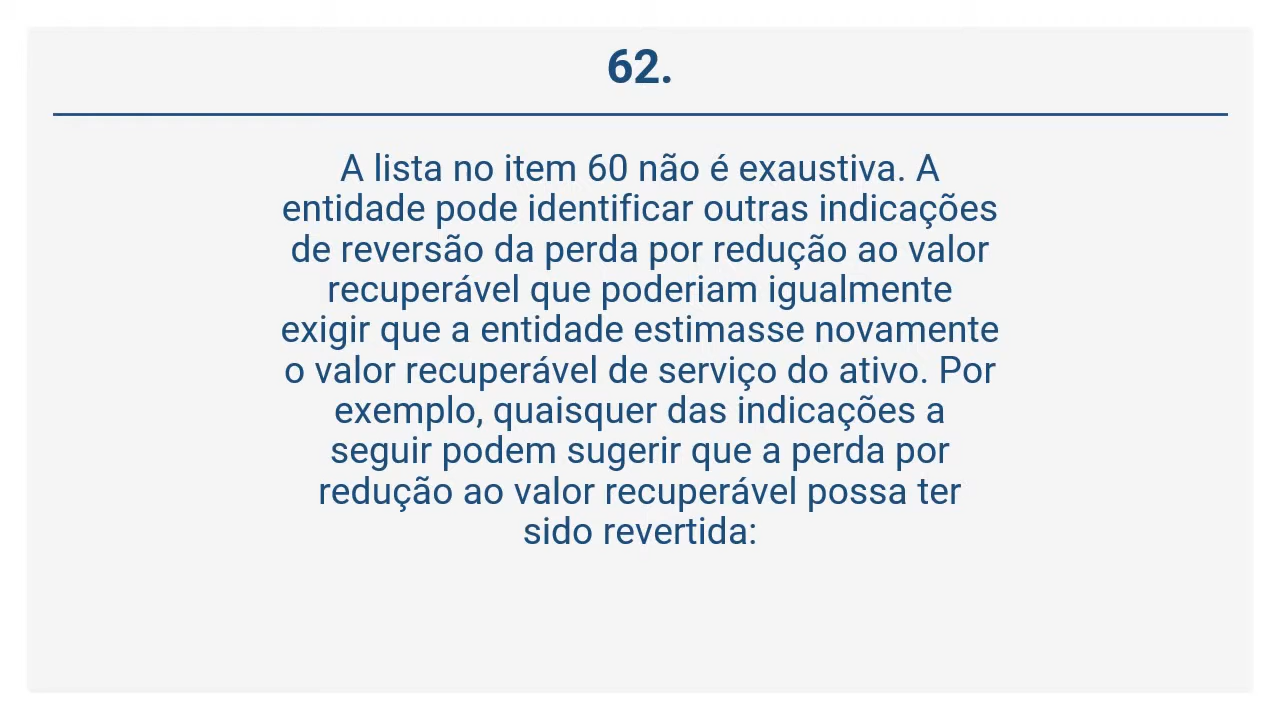 62.
A lista no item 60 não é exaustiva. A
entidade pode identificar outras indicações
de reversão da perda por redução ao valor
recuperável que poderiam igualmente
exigir que a entidade estimasse novamente
o valor recuperável de serviço do ativo. Por
exemplo, quaisquer das indicações a
seguir podem sugerir que a perda por
redução ao valor recuperável possa ter
sido revertida: